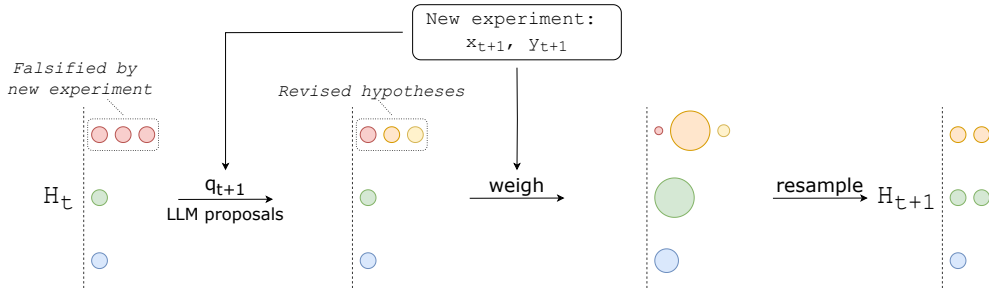 New experiment:
x_{t+1}, y_{t+1}
Falsified by
new experiment
Revised hypotheses
H_t
q_{t+1}
LLM proposals
weigh
resample
H_{t+1}